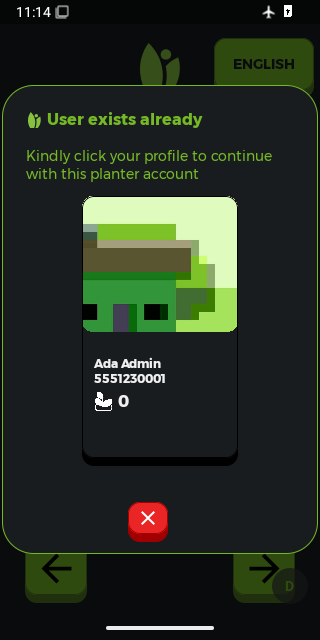 11:14
ENGLISH
User exists already
Kindly click your profile to continue
with this planter account
Ada Admin
5551230001
0
D